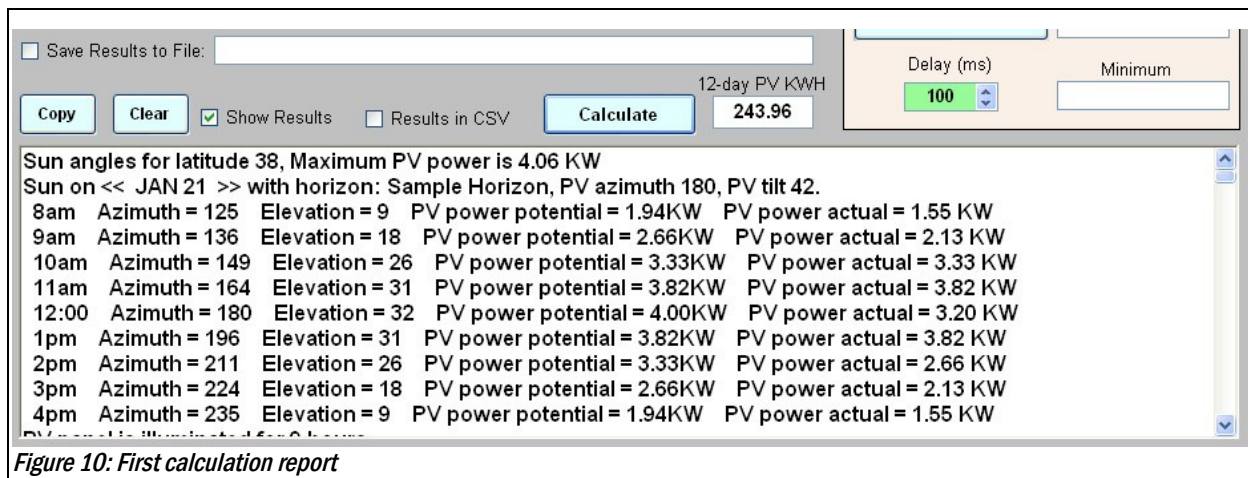 Save Results to File:
Delay (ms)
Minimum
12-day PV KWH
100
Copy
Clear
Show Results
Results in CSV
Calculate
243.96
Sun angles for latitude 38, Maximum PV power is 4.06 KW
Sun on << JAN 21 >> with horizon: Sample Horizon, PV azimuth 180, PV tilt 42.
8am Azimuth = 125 Elevation = 9 PV power potential = 1.94KW PV power actual = 1.55 KW
9am Azimuth = 136 Elevation = 18 PV power potential = 2.66KW PV power actual = 2.13 KW
10am Azimuth = 149 Elevation = 26 PV power potential = 3.33KW PV power actual = 3.33 KW
11am Azimuth = 164 Elevation = 31 PV power potential = 3.82KW PV power actual = 3.82 KW
12:00 Azimuth = 180 Elevation = 32 PV power potential = 4.00KW PV power actual = 3.20 KW
1pm Azimuth = 196 Elevation = 31 PV power potential = 3.82KW PV power actual = 3.82 KW
2pm Azimuth = 211 Elevation = 26 PV power potential = 3.33KW PV power actual = 2.66 KW
3pm Azimuth = 224 Elevation = 18 PV power potential = 2.66KW PV power actual = 2.13 KW
4pm Azimuth = 235 Elevation = 9 PV power potential = 1.94KW PV power actual = 1.55 KW
Figure 10: First calculation report